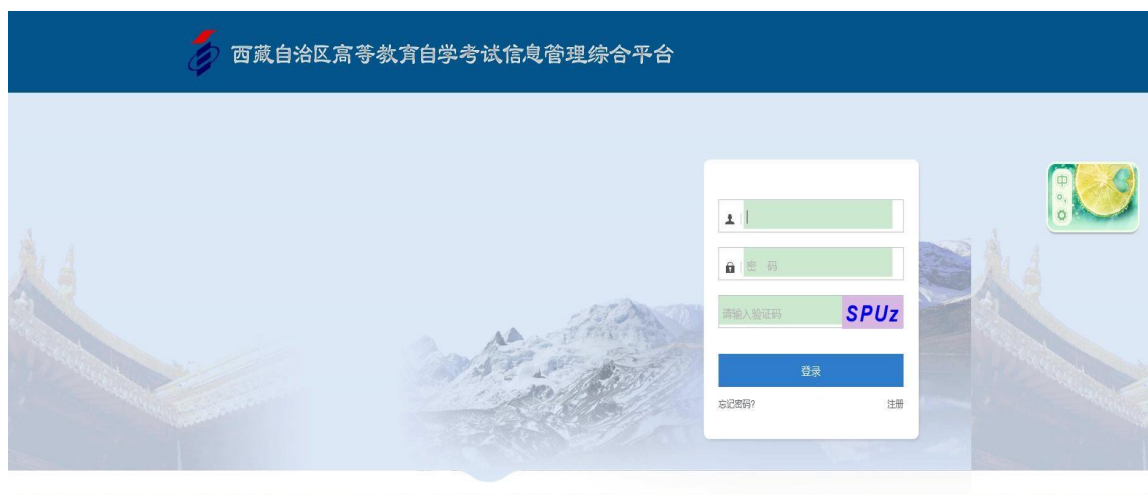 西藏自治区高等教育自学考试信息管理综合平台
中
密 码
请输入验证码 SPUz
登录
忘记密码? 注册